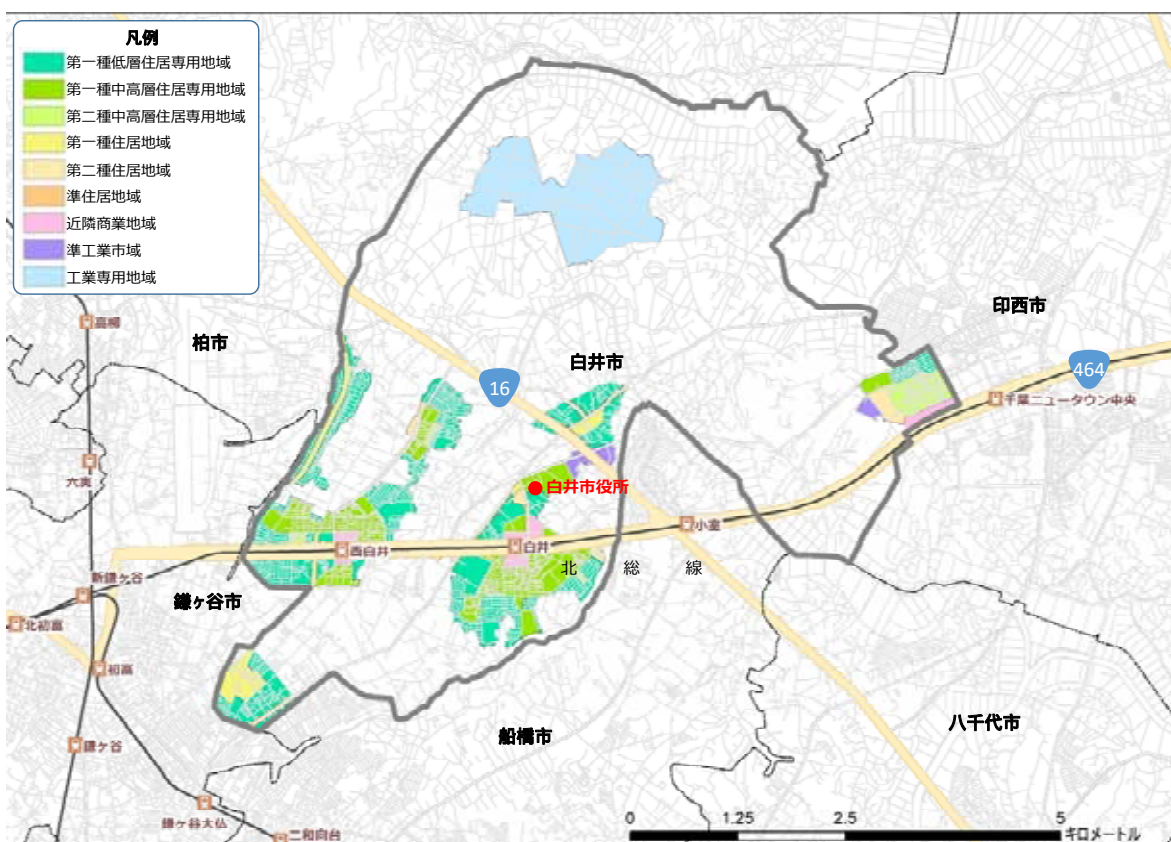 凡例
第一種低層住居専用地域
第一種中高層住居専用地域
第二種中高層住居専用地域
第一種住居地域
第二種住居地域
準住居地域
近隣商業地域
準工業市域
工業専用地域
高柳
柏市
印西市
白井市
16
464
千葉ニュータウン中央
六実
白井市役所
小室
西白井
白井
北総線
新鎌ヶ谷
鎌ヶ谷市
北初富
初富
船橋市
八千代市
鎌ヶ谷
鎌ヶ谷大仏
二和向台
0 1.25 2.5 5
キロメートル